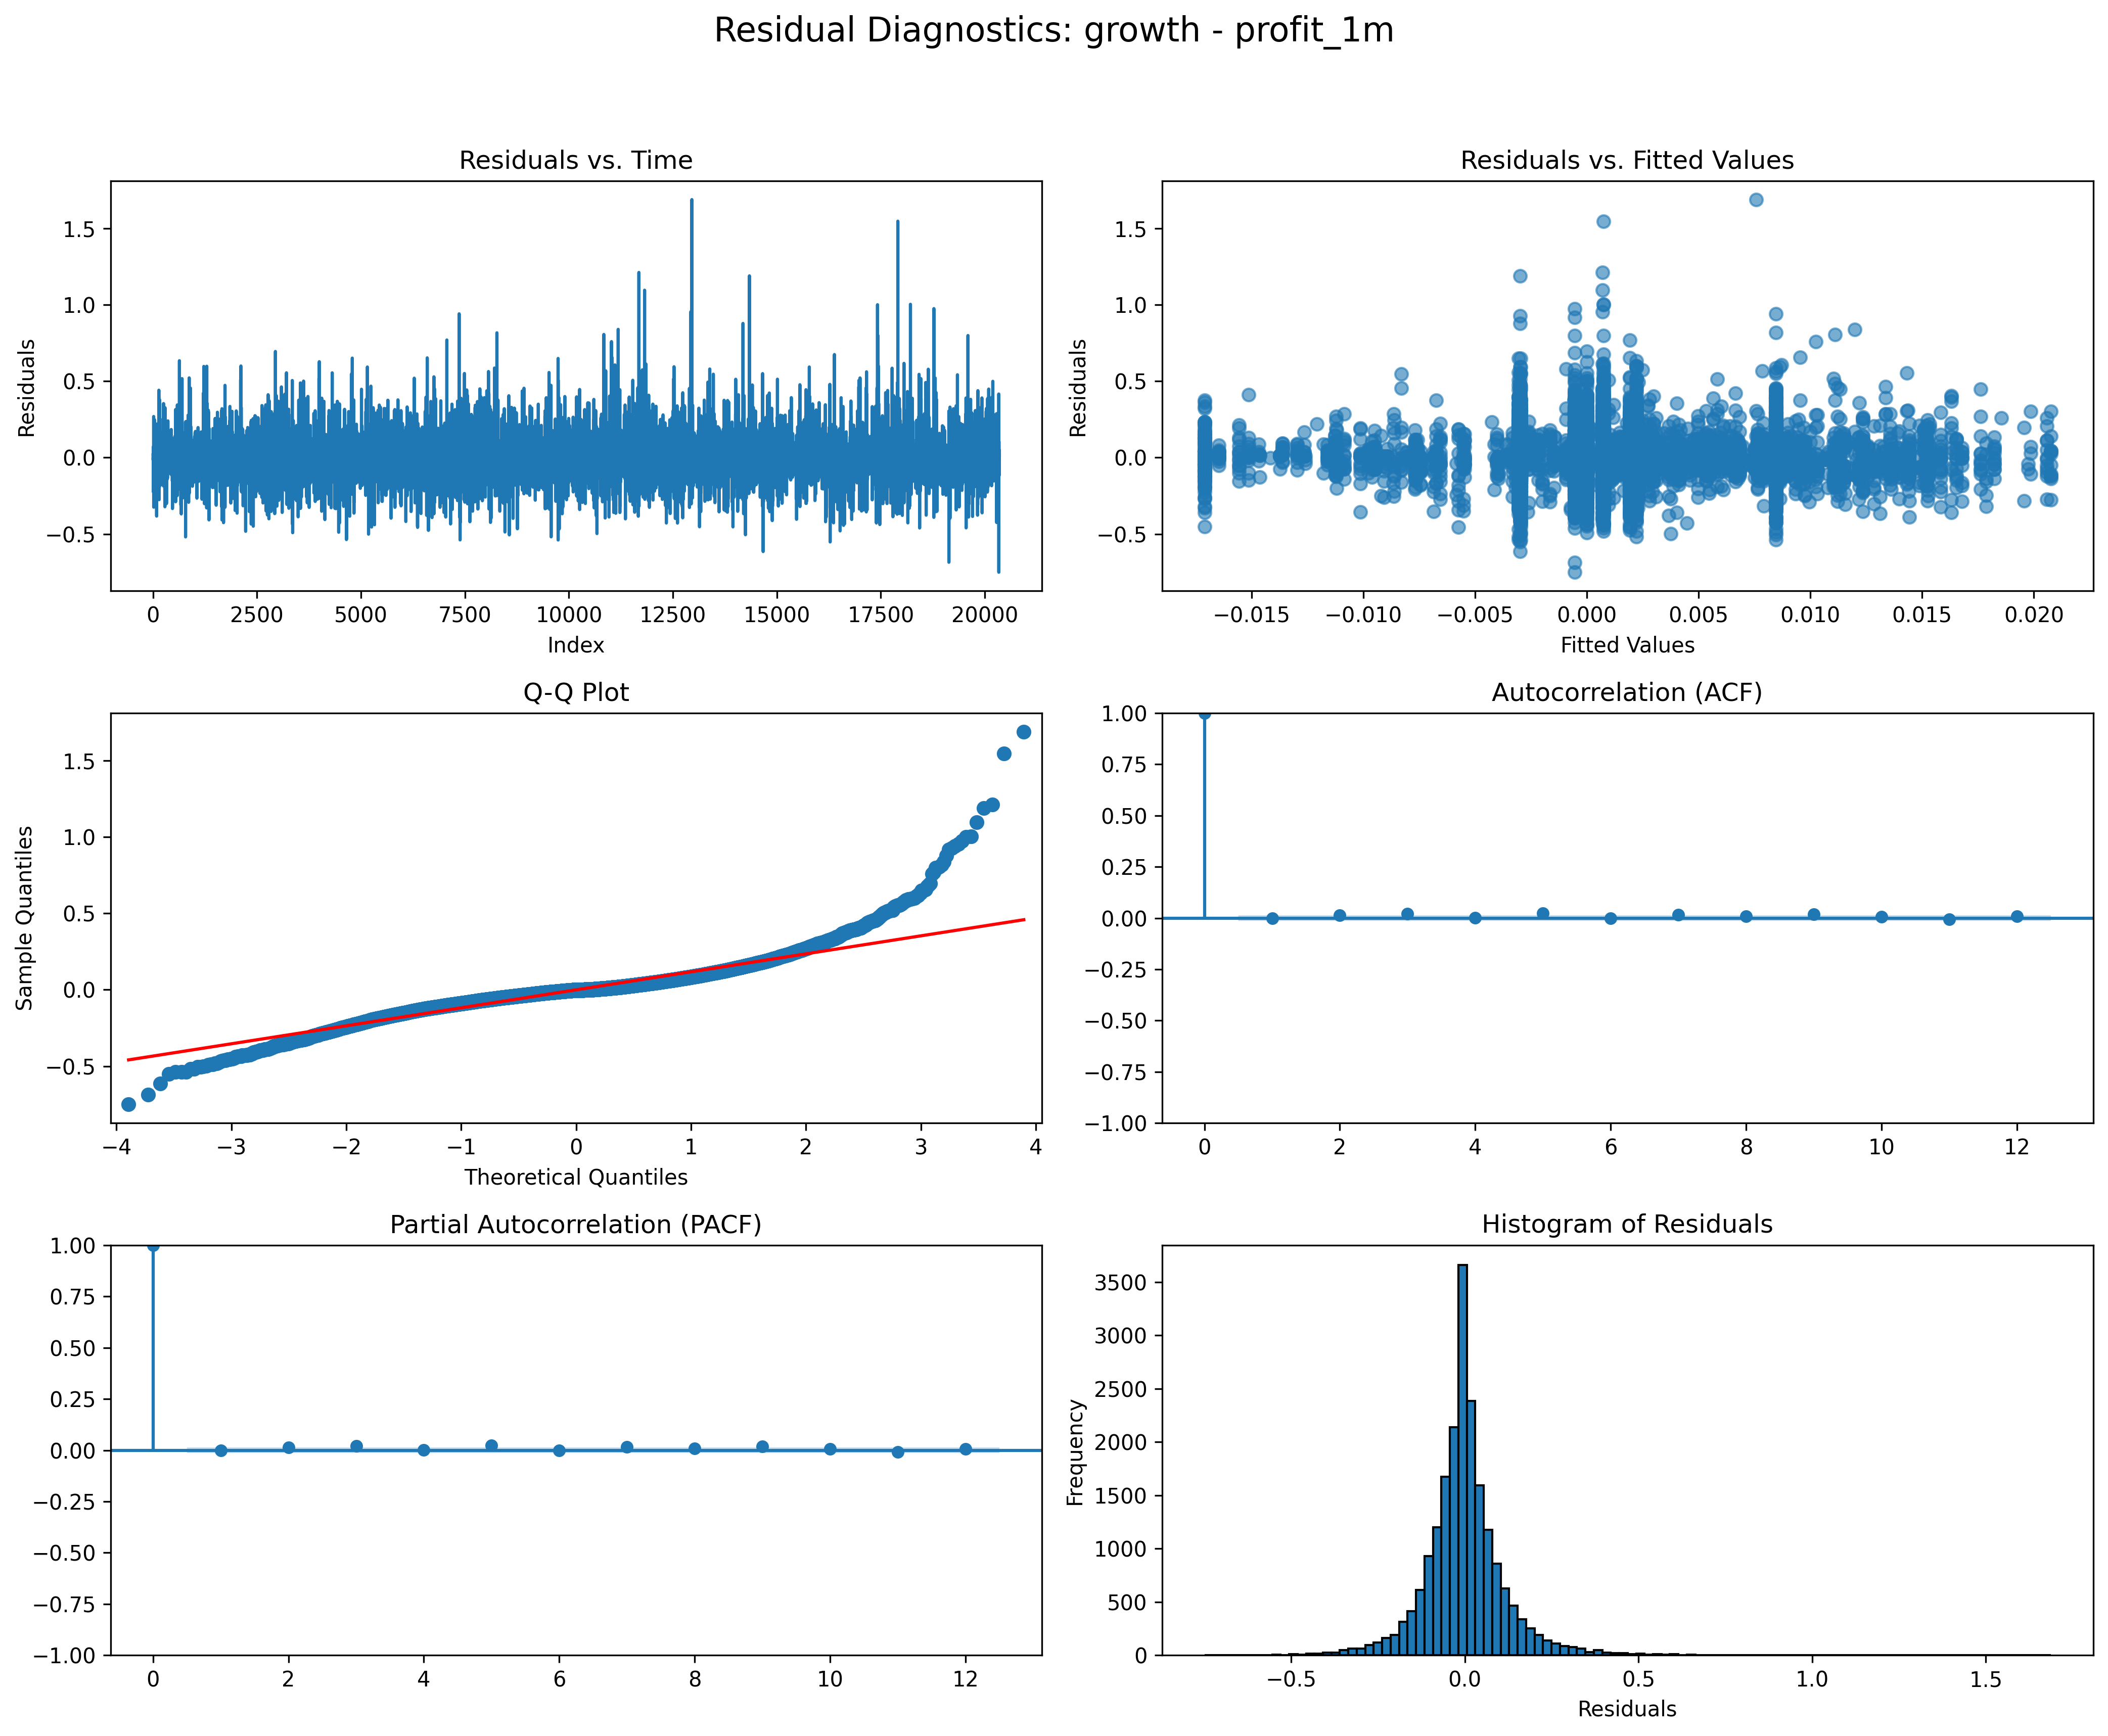 Residual Diagnostics: growth - profit_1m
Residuals vs. Time
Residuals
1.5
1.0
0.5
0.0
−0.5
0 2500 5000 7500 10000 12500 15000 17500 20000
Index
Residuals vs. Fitted Values
Residuals
1.5
1.0
0.5
0.0
−0.5
−0.015 −0.010 −0.005 0.000 0.005 0.010 0.015 0.020
Fitted Values
Q-Q Plot
Sample Quantiles
1.5
1.0
0.5
0.0
−0.5
−4 −3 −2 −1 0 1 2 3 4
Theoretical Quantiles
Autocorrelation (ACF)
1.00
0.75
0.50
0.25
0.00
−0.25
−0.50
−0.75
−1.00
0 2 4 6 8 10 12
Partial Autocorrelation (PACF)
1.00
0.75
0.50
0.25
0.00
−0.25
−0.50
−0.75
−1.00
0 2 4 6 8 10 12
Histogram of Residuals
Frequency
3500
3000
2500
2000
1500
1000
500
0
−0.5 0.0 0.5 1.0 1.5
Residuals